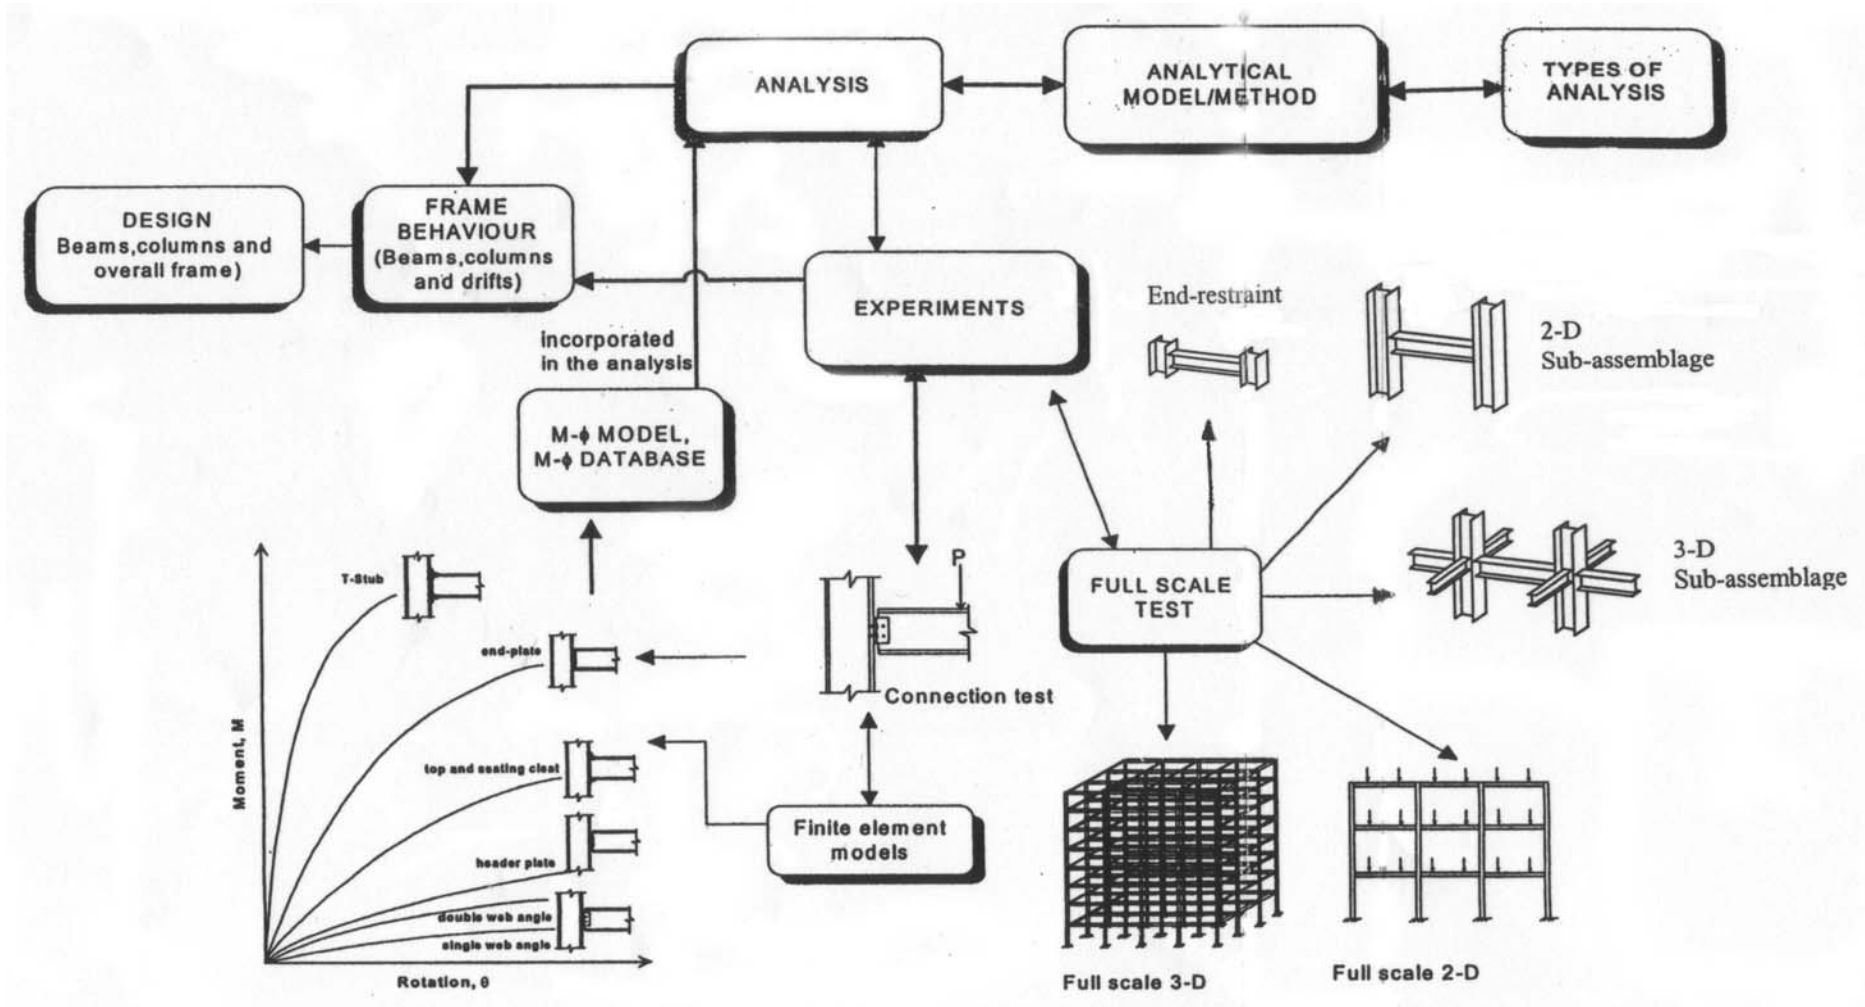 ANALYSIS
ANALYTICAL
MODEL/METHOD
TYPES OF
ANALYSIS
DESIGN
Beams,columns and
overall frame)
FRAME
BEHAVIOUR
(Beams,columns
and drifts)
EXPERIMENTS
End-restraint
2-D
Sub-assemblage
incorporated
in the analysis
M-ϕ MODEL,
M-ϕ DATABASE
3-D
Sub-assemblage
FULL SCALE
TEST
P
Connection test
T-Stub
end-plate
top and seating cleat
header plate
double web angle
single web angle
Moment, M
Rotation, θ
Finite element
models
Full scale 3-D
Full scale 2-D